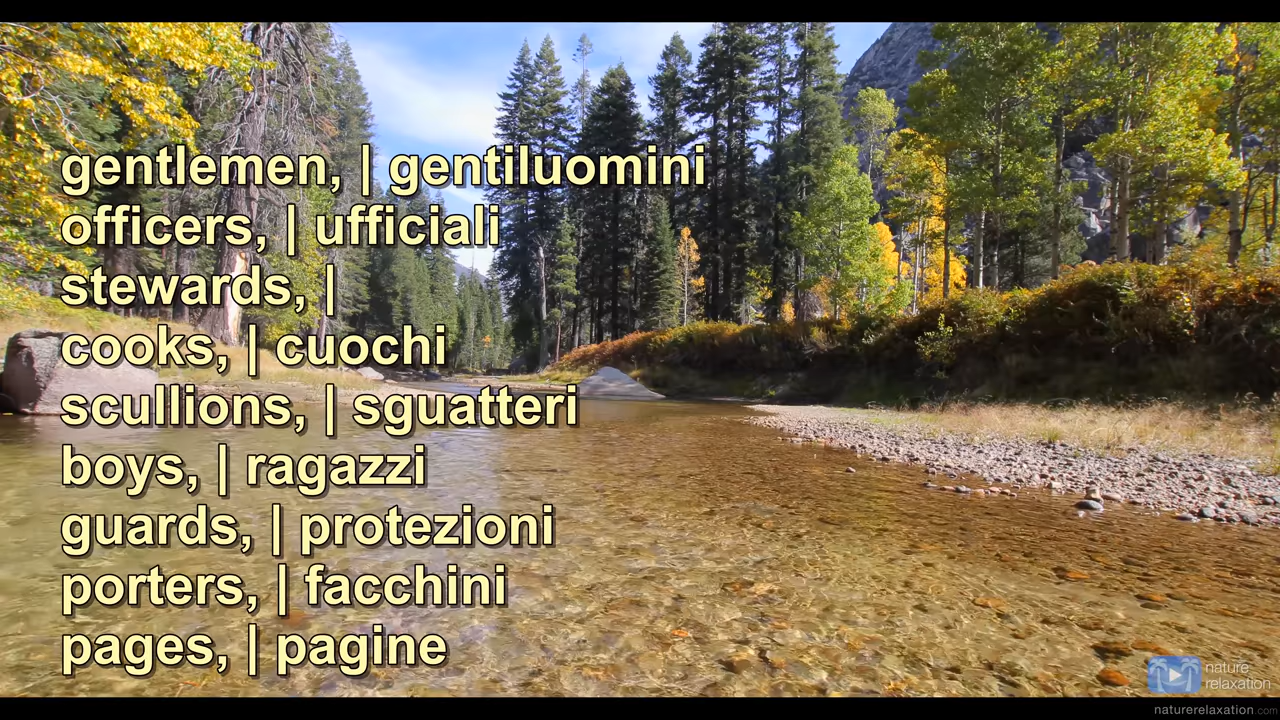 gentlemen, | gentiluomini
officers, | ufficiali
stewards, |
cooks, | cuochi
scullions, | sguatteri
boys, | ragazzi
guards, | protezioni
porters, | facchini
pages, | pagine
nature
relaxation
naturerelaxation.com